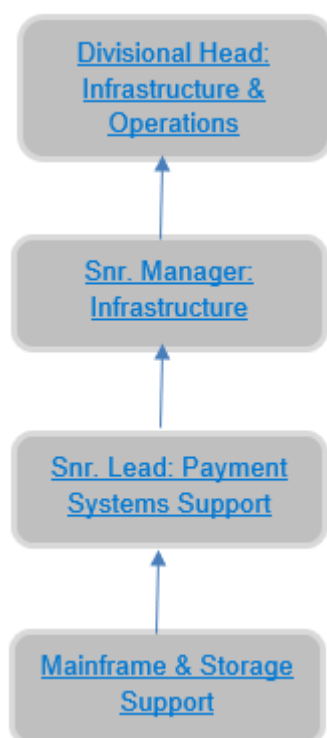 Divisional Head:
Infrastructure &
Operations
Snr. Manager:
Infrastructure
Snr. Lead: Payment
Systems Support
Mainframe & Storage
Support